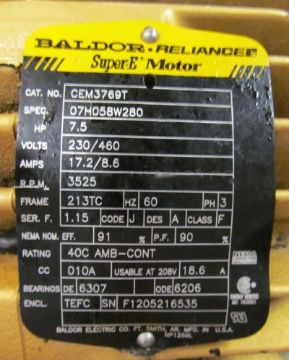 BALDOR · RELIANCER
Super-E® Motor
CAT. NO. CEM3769T
SPEC. 07H058W280
HP 7.5
VOLTS 230/460
AMPS 17.2/8.6
R.P.M. 3525
FRAME 213TC HZ 60 PH 3
SER. F. 1.15 CODE J DES A CLASS F
NEMA NOM. EFF. 91 % P.F. 90 %
RATING 40C AMB-CONT
CC 010A USABLE AT 208V 18.6 A
BEARINGS DE 6307 ODE 6206
ENCL. TEFC SN F1205216535
BALDOR ELECTRIC CO. FT. SMITH, AR. MFG. IN U.S.A.